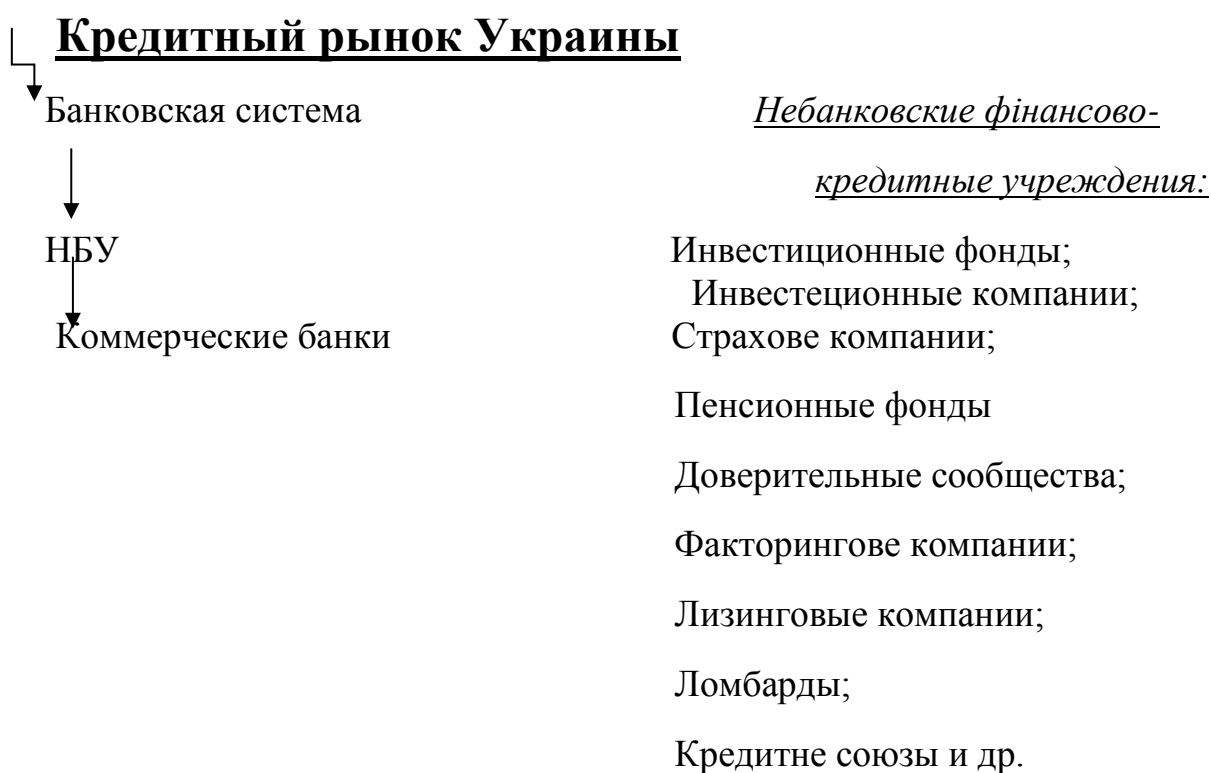 Кредитный рынок Украины
Банковская система
Небанковские фінансово-
кредитные учреждения:
НБУ
Инвестиционные фонды;
Инвестеционные компании;
Коммерческие банки
Страхове компании;
Пенсионные фонды
Доверительные сообщества;
Факторингове компании;
Лизинговые компании;
Ломбарды;
Кредитне союзы и др.